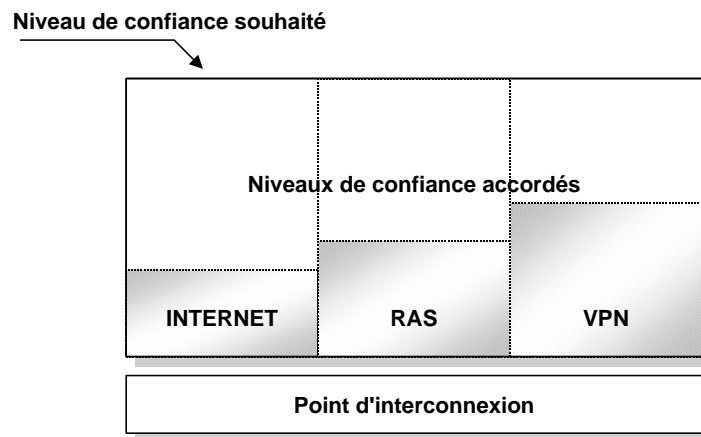 Niveau de confiance souhaité
Niveaux de confiance accordés
INTERNET RAS VPN
Point d'interconnexion